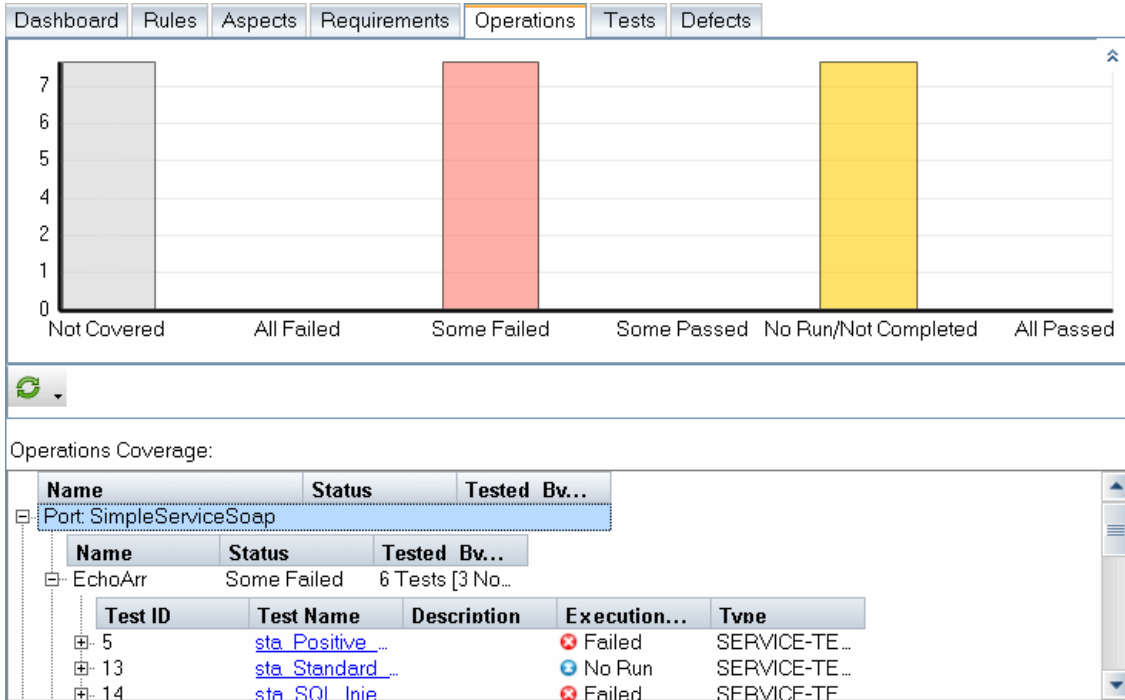 Dashboard Rules Aspects Requirements Operations Tests Defects
7
6
5
4
2
1
0
Not Covered All Failed Some Failed Some Passed No Run/Not Completed All Passed
Operations Coverage:
Name Status Tested By...
Port: SimpleServiceSoap
Name Status Tested By...
EchoArr Some Failed 6 Tests [3 No...
Test ID Test Name Description Execution... Type
5 sta_Positive_... Failed SERVICE-TE...
13 sta_Standard_... No Run SERVICE-TE...
14 sta_SQL_Inje Failed SERVICE-TE